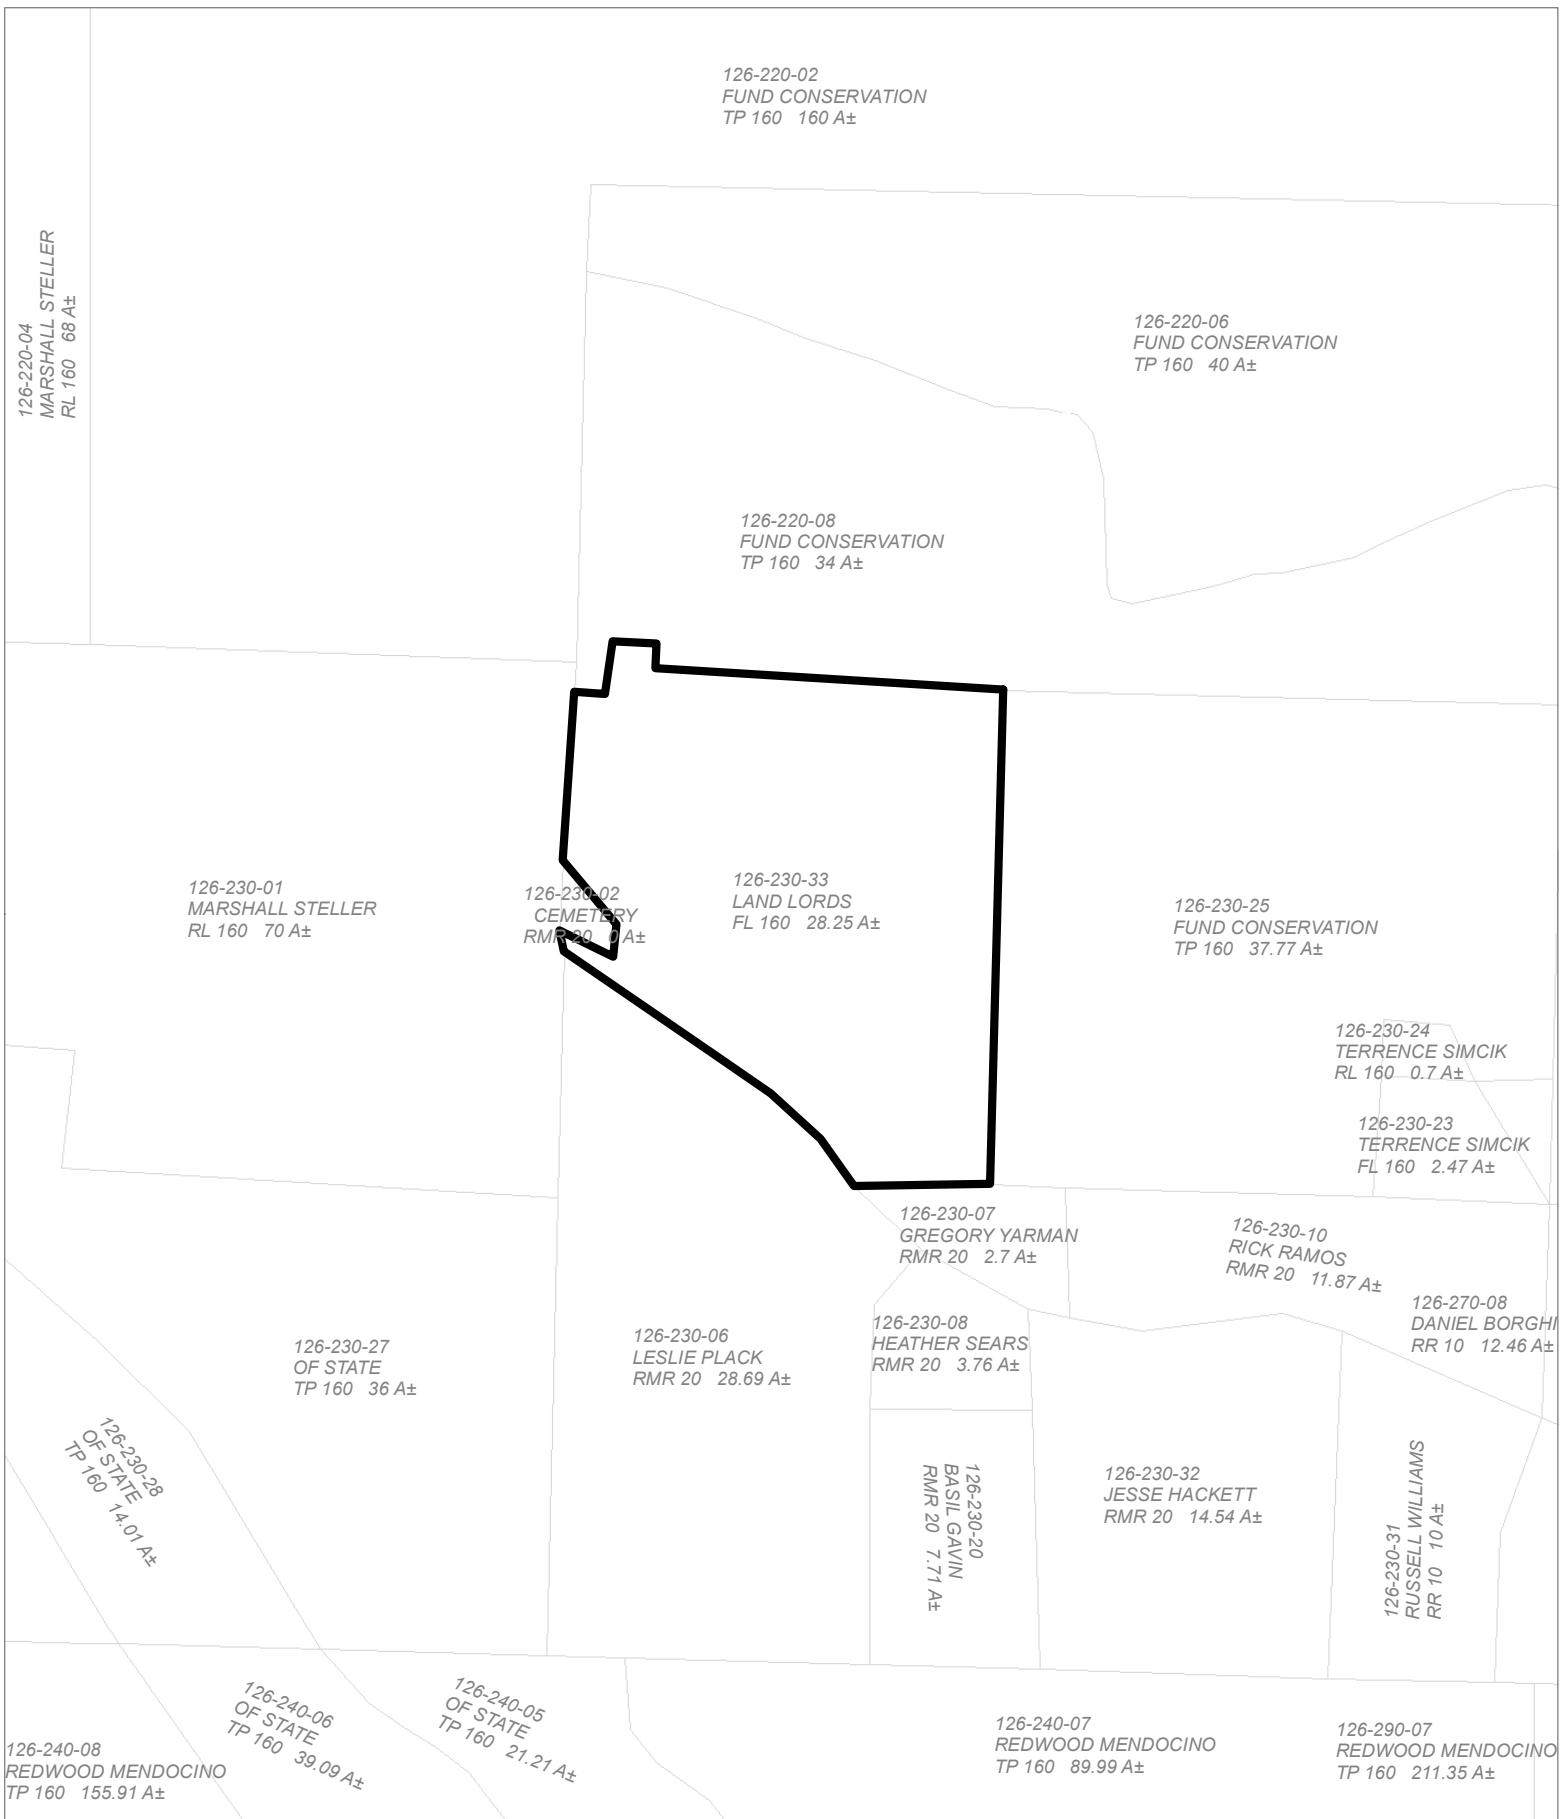 126-220-02
FUND CONSERVATION
TP 160 160 A±
126-220-04
MARSHALL STELLER
RL 160 68 A±
126-220-06
FUND CONSERVATION
TP 160 40 A±
126-220-08
FUND CONSERVATION
TP 160 34 A±
126-230-01
MARSHALL STELLER
RL 160 70 A±
126-230-02
CEMETERY
RMR 20 0 A±
126-230-33
LAND LORDS
FL 160 28.25 A±
126-230-25
FUND CONSERVATION
TP 160 37.77 A±
126-230-24
TERRENCE SIMCIK
RL 160 0.7 A±
126-230-23
TERRENCE SIMCIK
FL 160 2.47 A±
126-230-07
GREGORY YARMAN
RMR 20 2.7 A±
126-230-10
RICK RAMOS
RMR 20 11.87 A±
126-270-08
DANIEL BORGHI
RR 10 12.46 A±
126-230-27
OF STATE
TP 160 36 A±
126-230-06
LESLIE PLACK
RMR 20 28.69 A±
126-230-08
HEATHER SEARS
RMR 20 3.76 A±
126-230-28
OF STATE
TP 160 14.01 A±
126-230-20
BASIL GAVIN
RMR 20 7.71 A±
126-230-32
JESSE HACKETT
RMR 20 14.54 A±
126-230-31
RUSSELL WILLIAMS
RR 10 10 A±
126-240-08
REDWOOD MENDOCINO
TP 160 155.91 A±
126-240-06
OF STATE
TP 160 39.09 A±
126-240-05
OF STATE
TP 160 21.21 A±
126-240-07
REDWOOD MENDOCINO
TP 160 89.99 A±
126-290-07
REDWOOD MENDOCINO
TP 160 211.35 A±